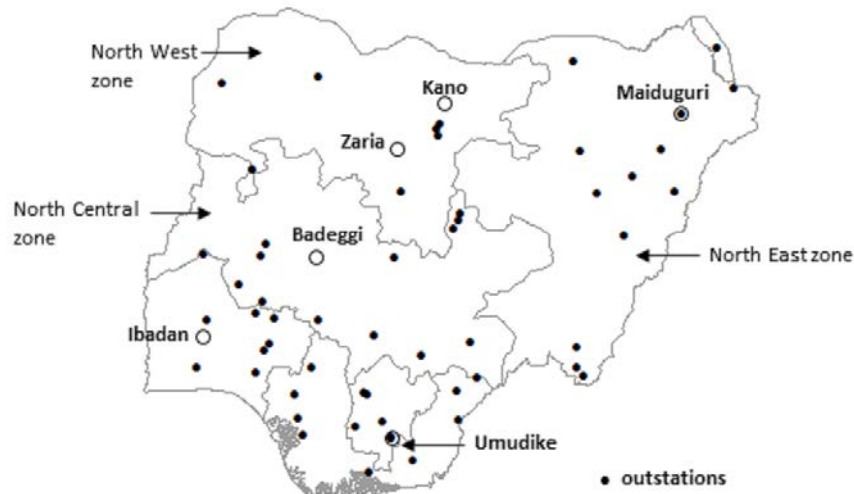 North West
zone
Kano
Maiduguri
Zaria
North Central
zone
Badeggi
North East zone
Ibadan
Umudike
outstations